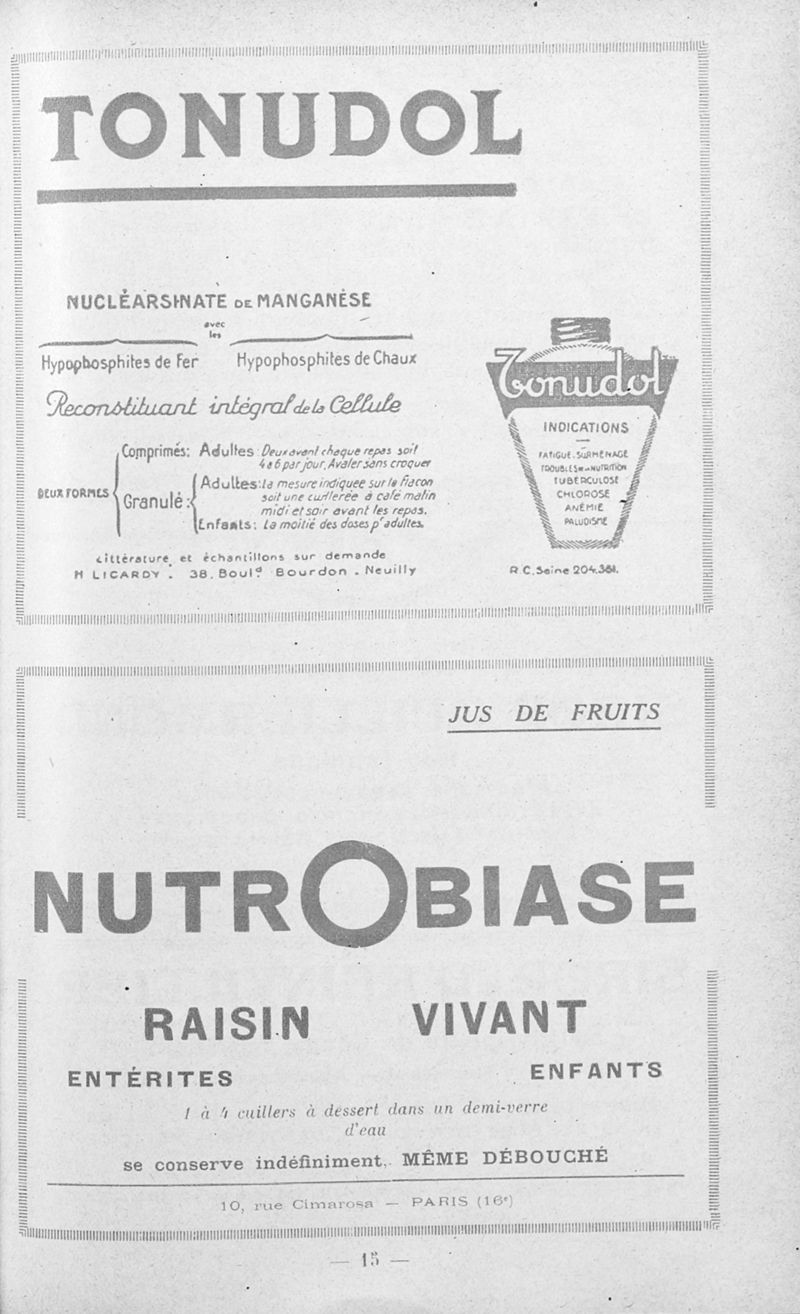 TONUDOL
NUCLÉARSINATE DE MANGANÈSE
avec
les
Hypophosphites de Fer Hypophosphites de Chaux
Reconstituant intégral de la Cellule
DEUX FORMES
Comprimés: Adultes: Deux avant chaque repas soit
4 à 6 par jour, Avaler sans croquer
Granulé: Adultes: la mesure indiquée sur le flacon
soit une cuillerée à café matin
midi et soir avant les repas.
Enfants: La moitié des doses p' adultes.
Littérature et échantillons sur demande
H LICARDY. 38. Boul.d Bourdon. Neuilly
Tonudol
INDICATIONS
FATIGUE. SURMÉNAGE
TROUBLES DE LA NUTRITION
TUBERCULOSE
CHLOROSE
ANÉMIE
PALUDISME
R.C. Seine 204.361.
JUS DE FRUITS
NUTROBIASE
RAISIN VIVANT
ENTÉRITES ENFANTS
1 à 4 cuillers à dessert dans un demi-verre
d'eau
se conserve indéfiniment, MÊME DÉBOUCHÉ
10, rue Cimarosa — PARIS (16e)
— 15 —